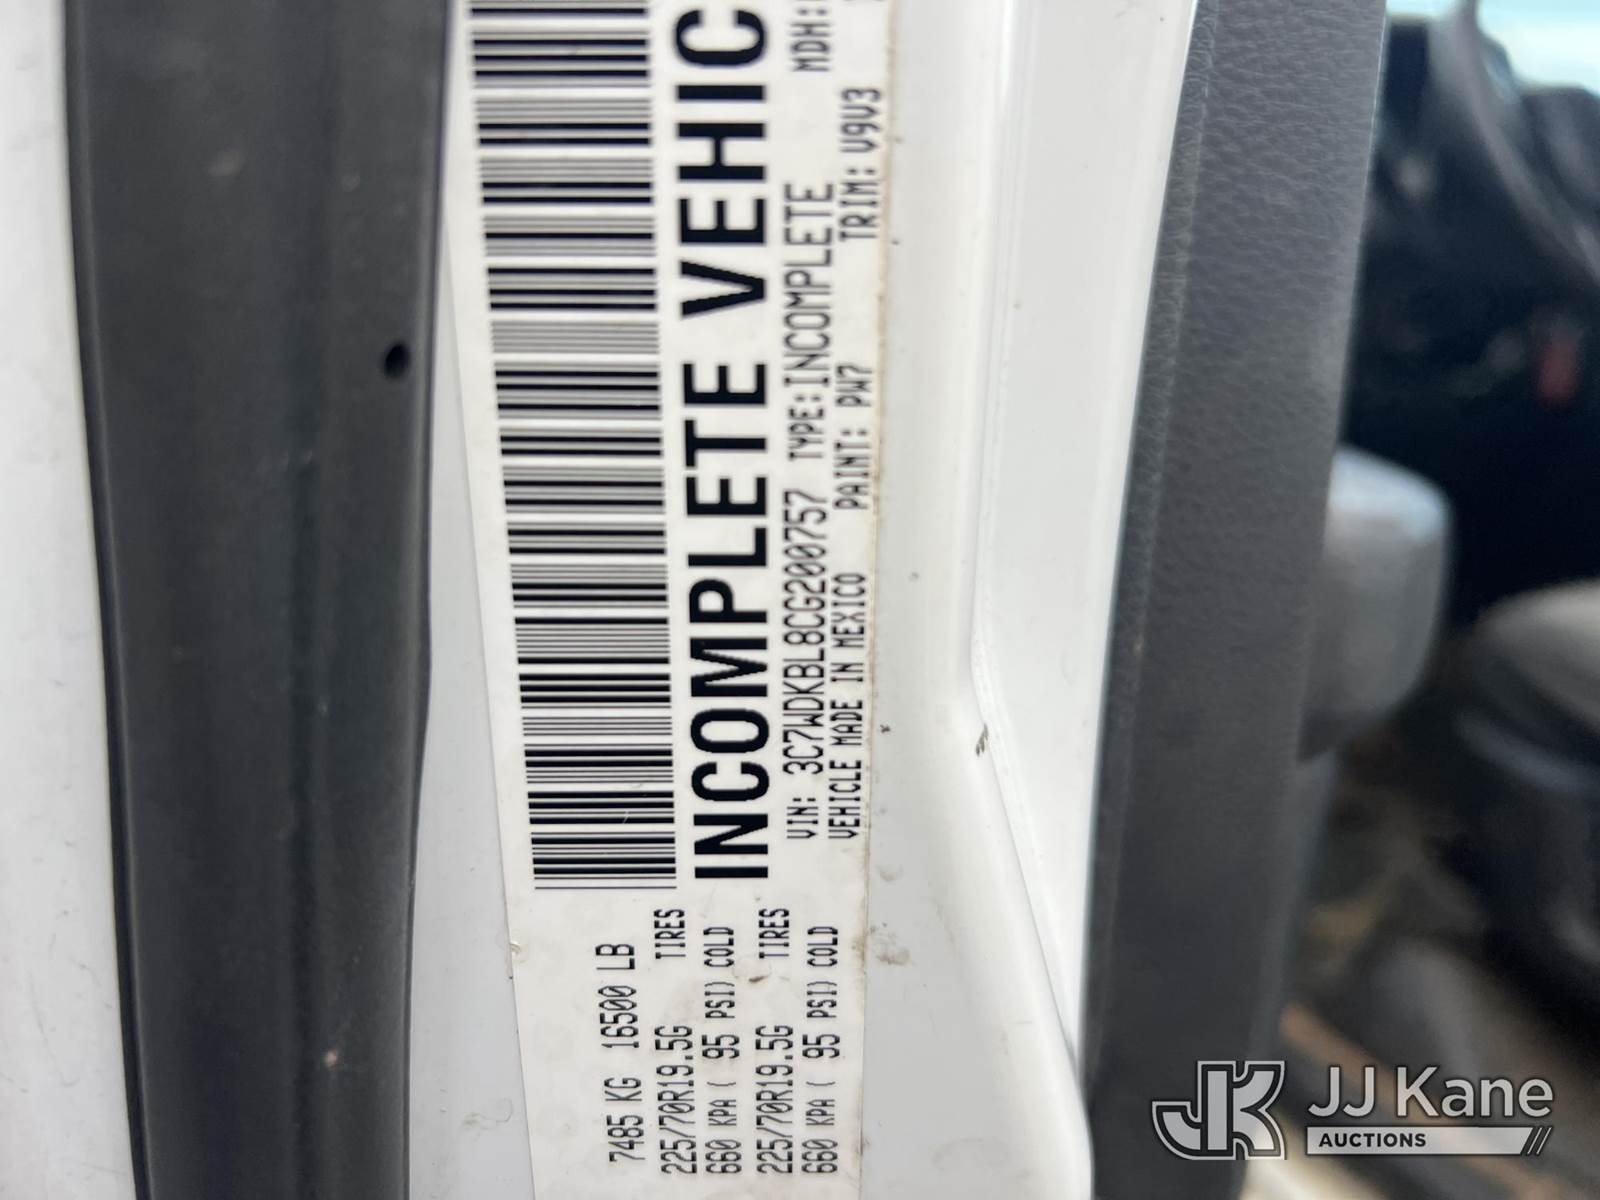 7485 KG 16500 LB
225/70R19.5G TIRES
660 KPA ( 95 PSI) COLD
225/70R19.5G TIRES
660 KPA ( 95 PSI) COLD
INCOMPLETE VEHIC
VIN: 3C7WDKBL8CG200757 TYPE:INCOMPLETE MDH:
VEHICLE MADE IN MEXICO PAINT: PW7 TRIM: V9V3
JK JJ Kane
AUCTIONS